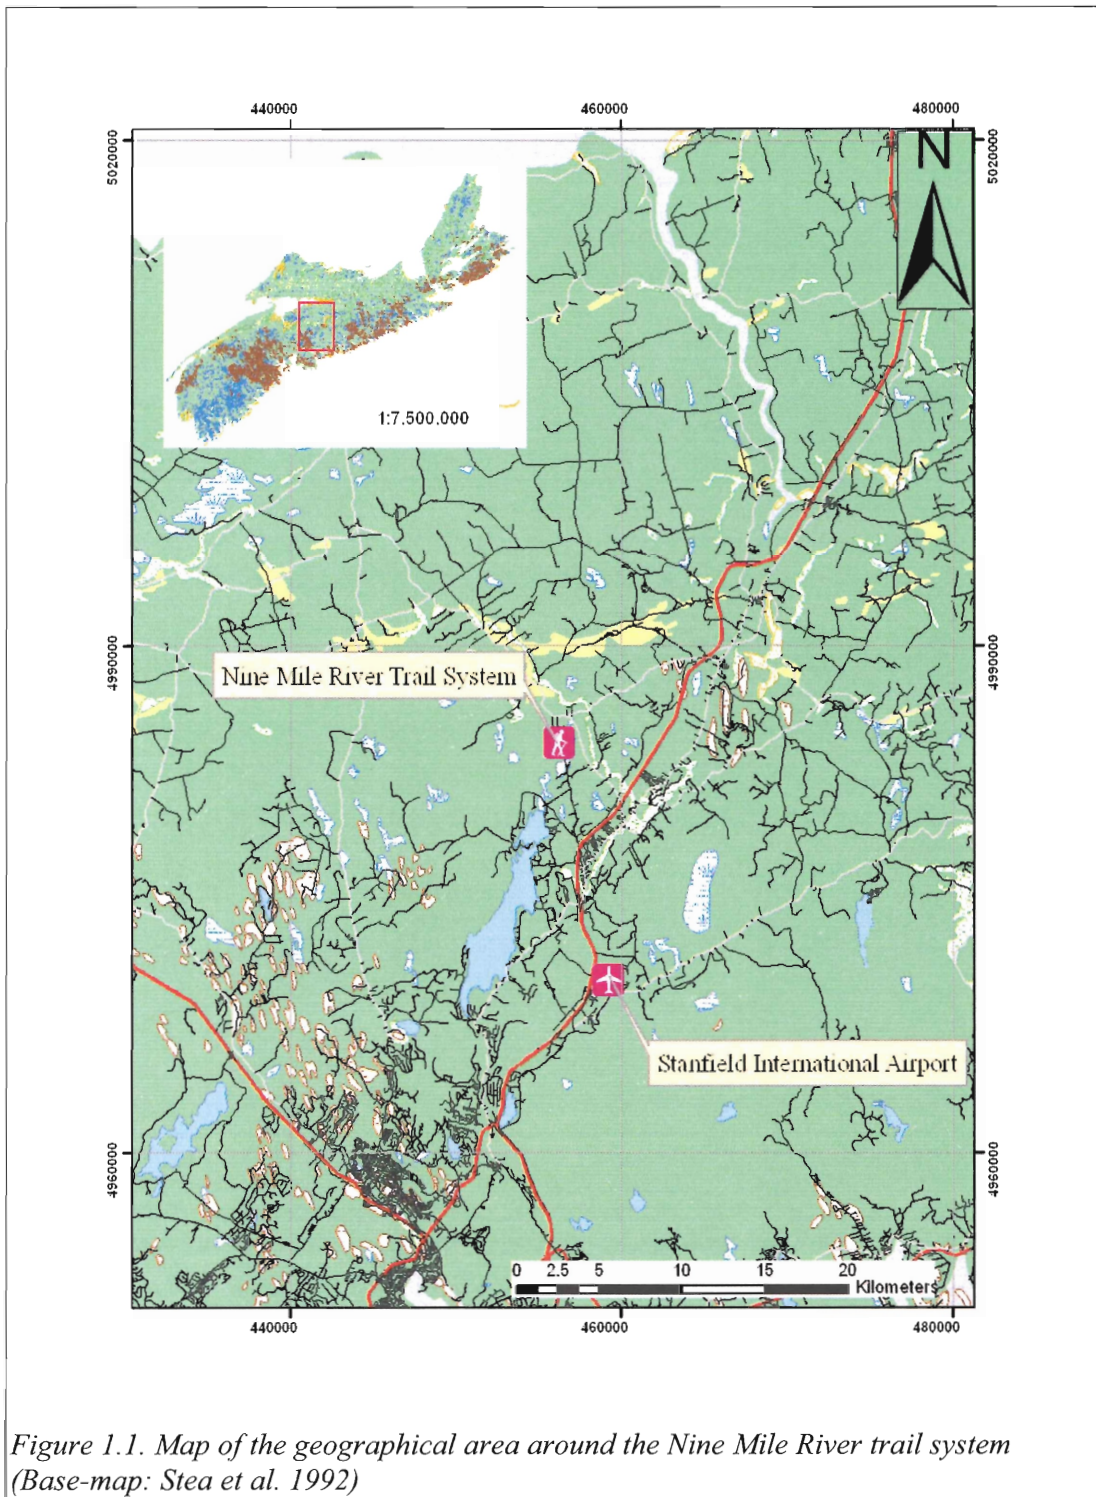 440000 460000 480000
5020000 5020000
N
1:7,500,000
4990000 4990000
Nine Mile River Trail System
Stanfield International Airport
4960000 4960000
0 2.5 5 10 15 20
Kilometers
440000 460000 480000
Figure 1.1. Map of the geographical area around the Nine Mile River trail system
(Base-map: Stea et al. 1992)